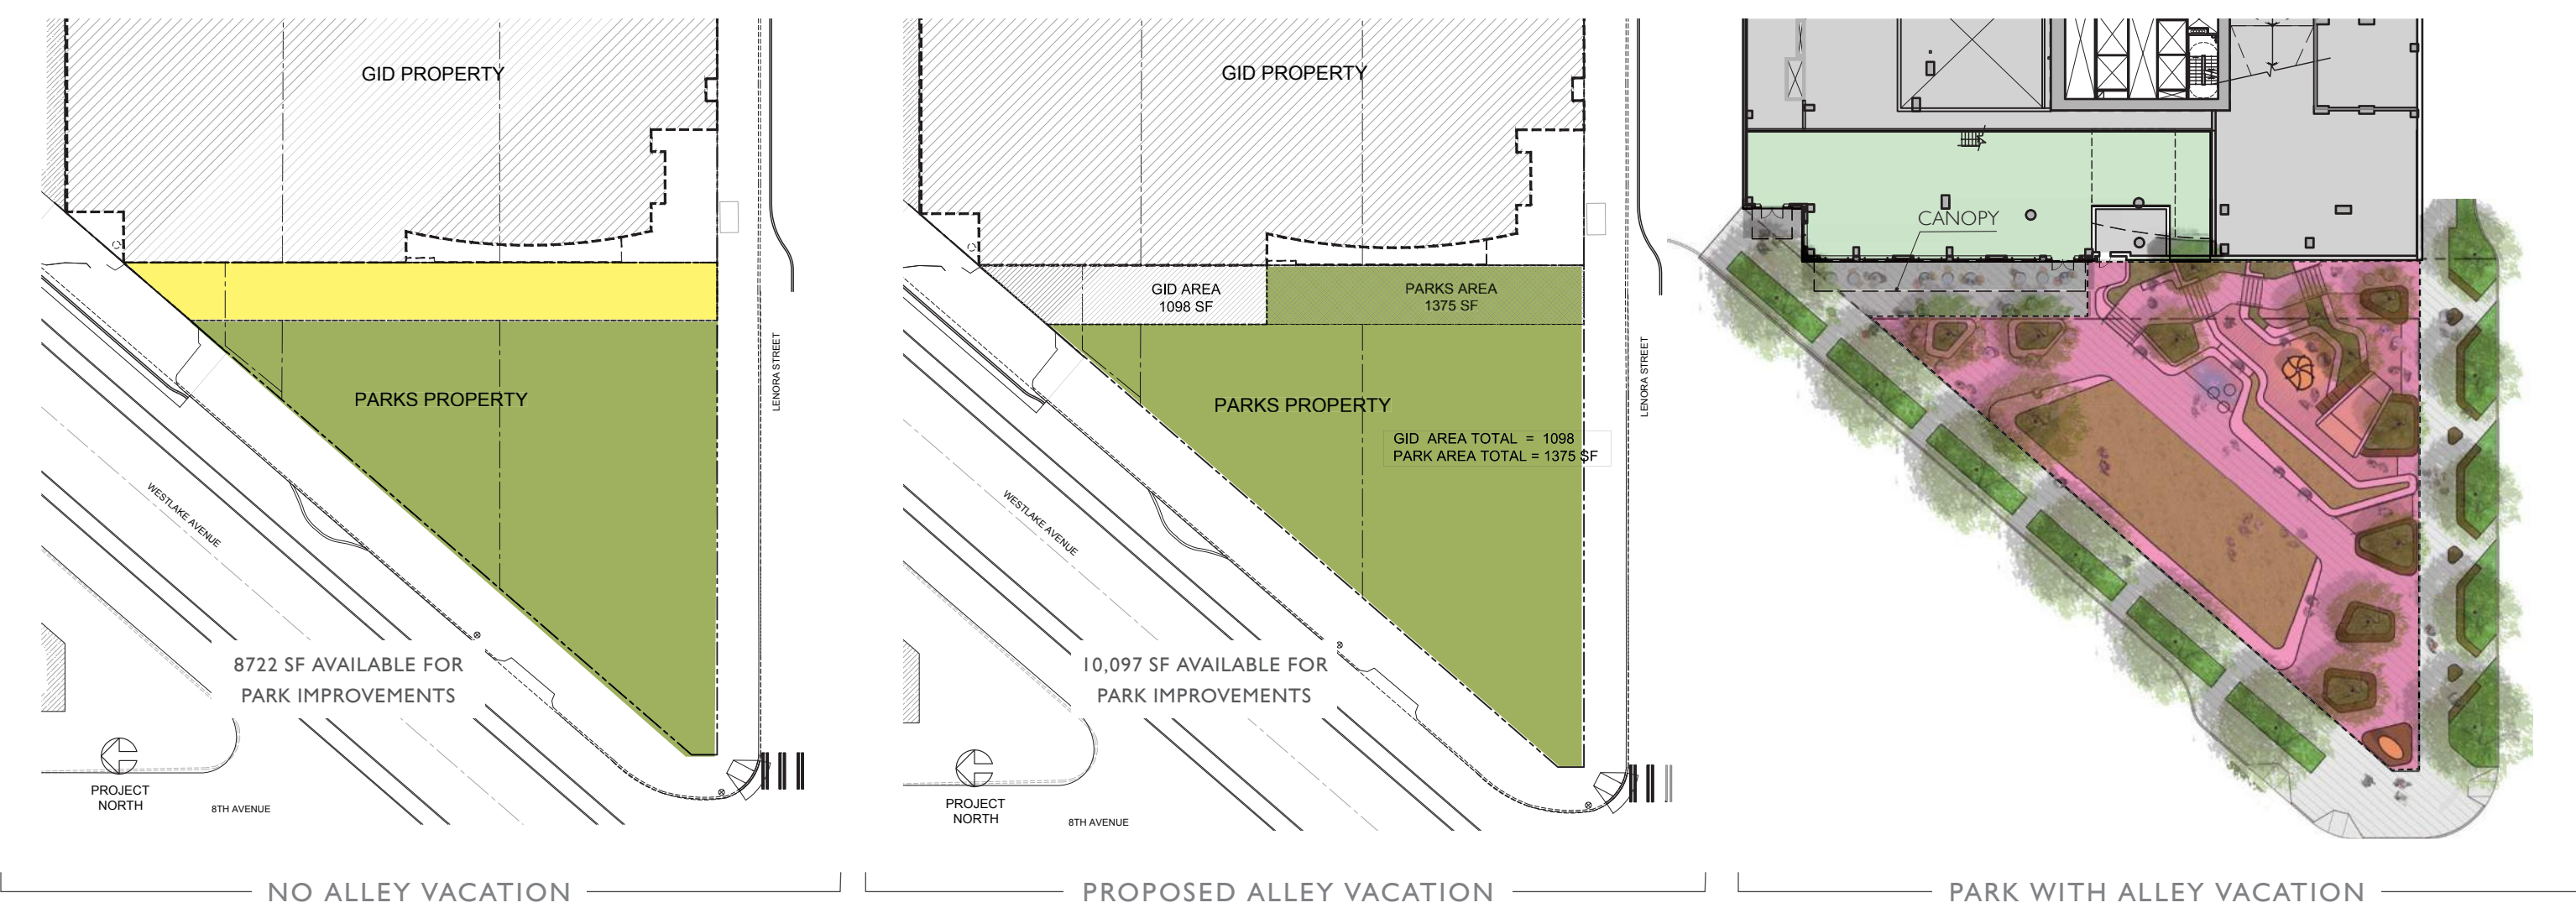 GID PROPERTY
PARKS PROPERTY
LENORA STREET
WESTLAKE AVENUE
8722 SF AVAILABLE FOR
PARK IMPROVEMENTS
PROJECT
NORTH
8TH AVENUE
NO ALLEY VACATION
GID PROPERTY
GID AREA
1098 SF
PARKS AREA
1375 SF
PARKS PROPERTY
GID AREA TOTAL = 1098
PARK AREA TOTAL = 1375 SF
LENORA STREET
WESTLAKE AVENUE
10,097 SF AVAILABLE FOR
PARK IMPROVEMENTS
PROJECT
NORTH
8TH AVENUE
PROPOSED ALLEY VACATION
CANOPY
PARK WITH ALLEY VACATION